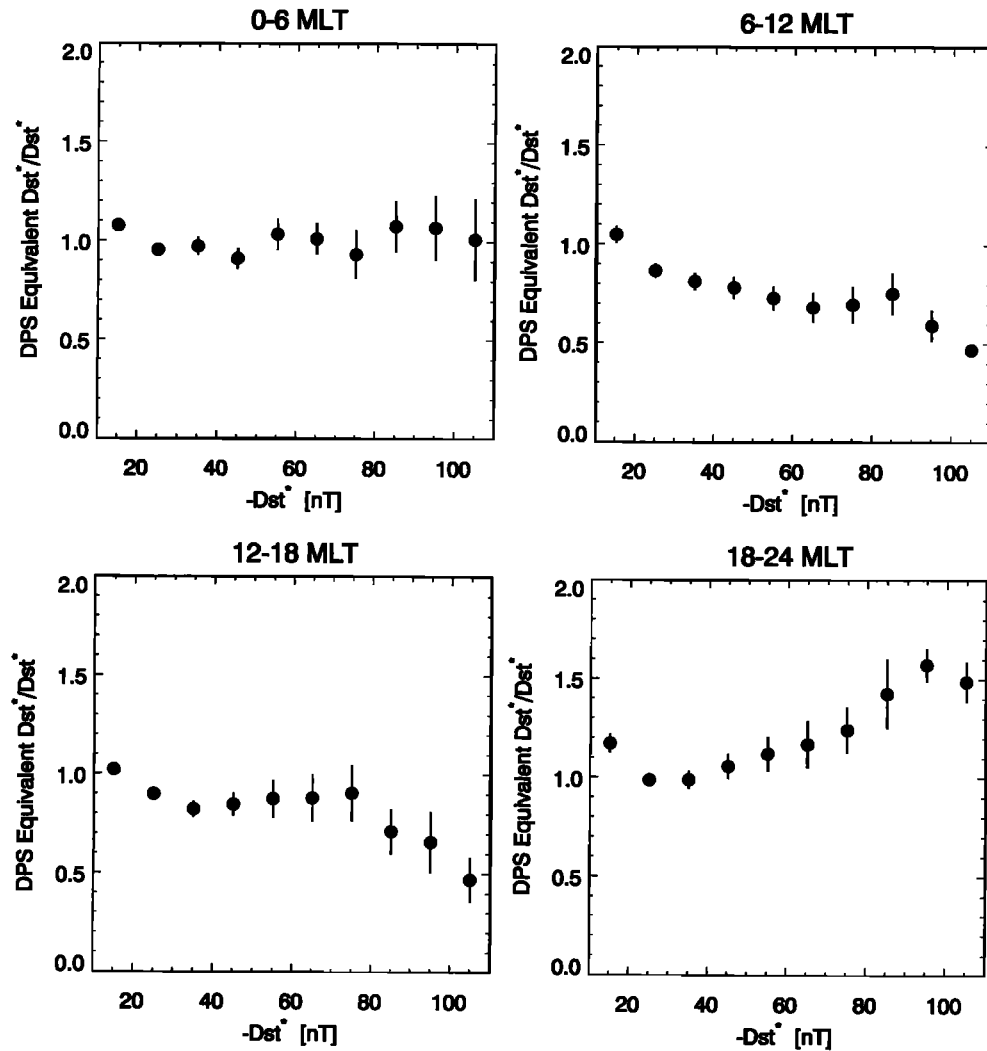 0-6 MLT
2.0
1.5
1.0
0.5
0.0
DPS Equivalent Dst*/Dst*
20 40 60 80 100
-Dst* [nT]
6-12 MLT
2.0
1.5
1.0
0.5
0.0
DPS Equivalent Dst*/Dst*
20 40 60 80 100
-Dst* [nT]
12-18 MLT
2.0
1.5
1.0
0.5
0.0
DPS Equivalent Dst*/Dst*
20 40 60 80 100
-Dst* [nT]
18-24 MLT
2.0
1.5
1.0
0.5
0.0
DPS Equivalent Dst*/Dst*
20 40 60 80 100
-Dst* [nT]